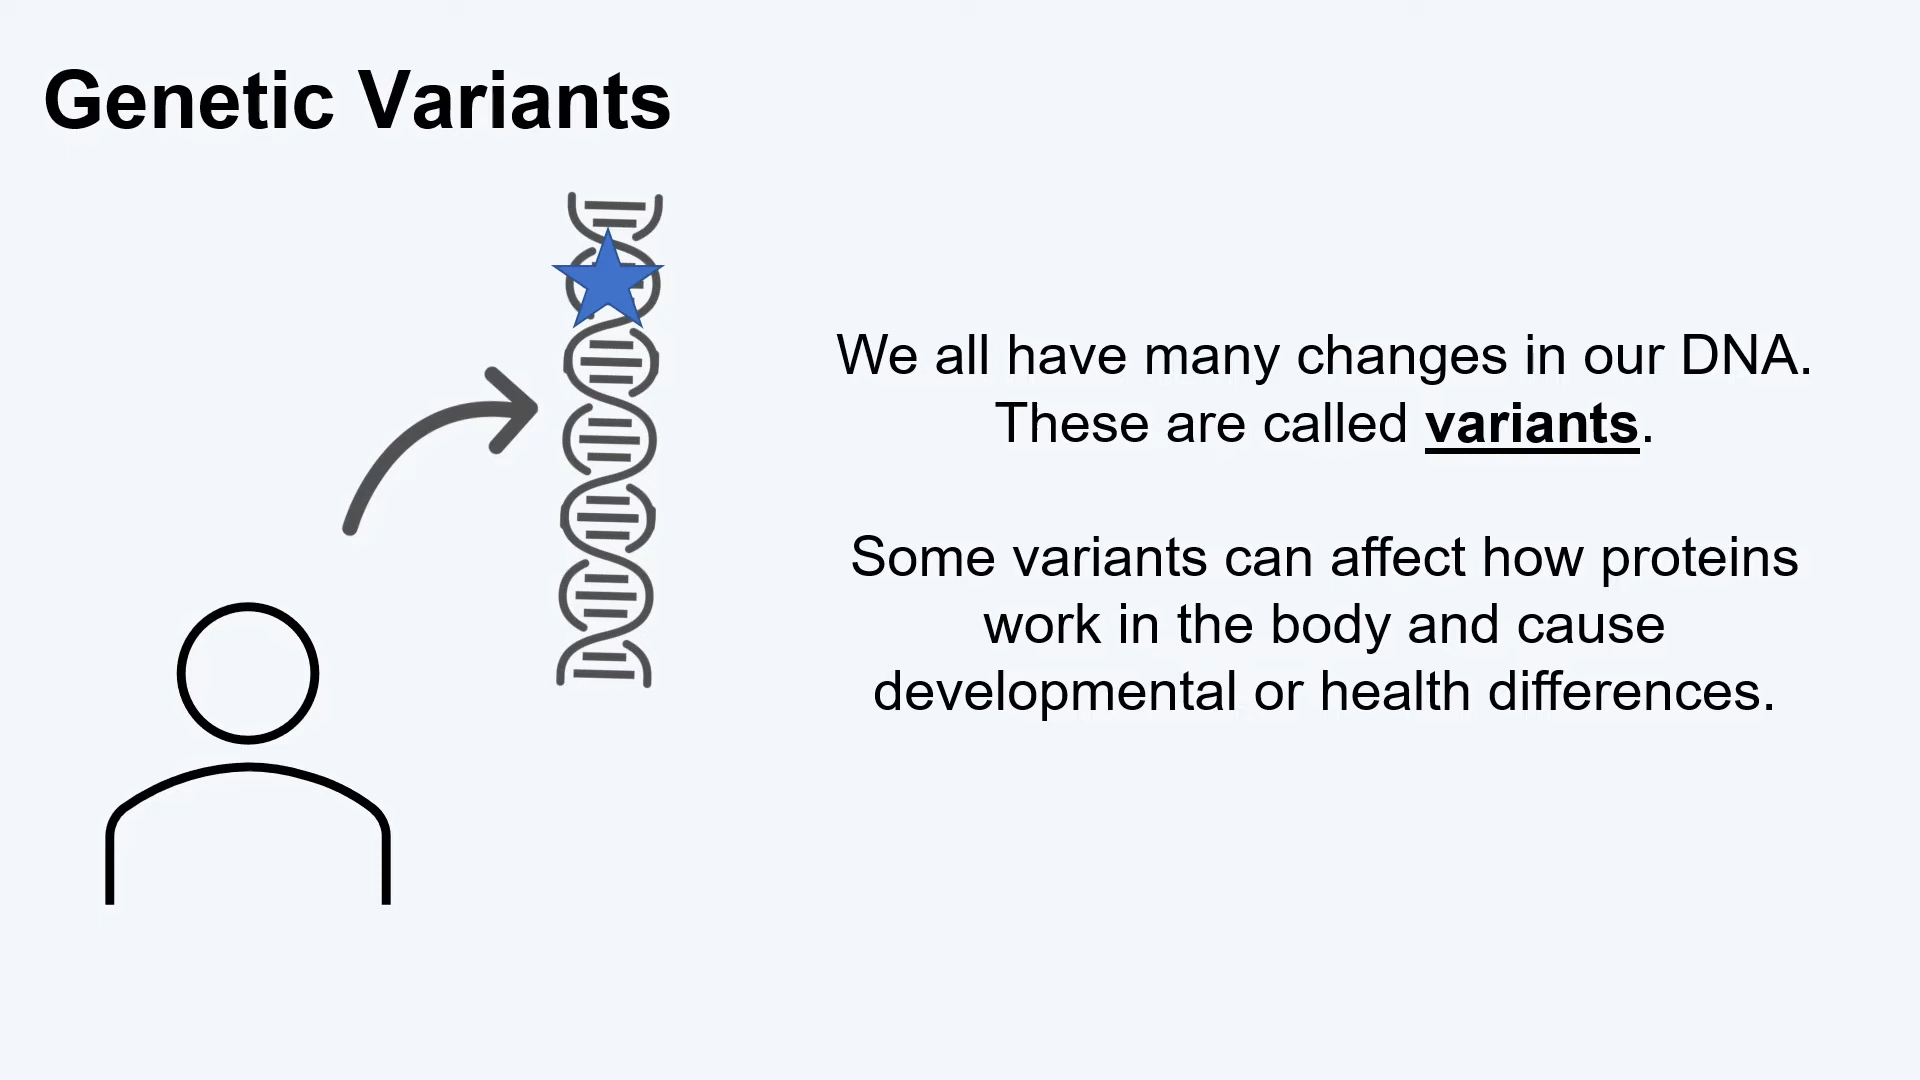 Genetic Variants
We all have many changes in our DNA.
These are called variants.
Some variants can affect how proteins
work in the body and cause
developmental or health differences.